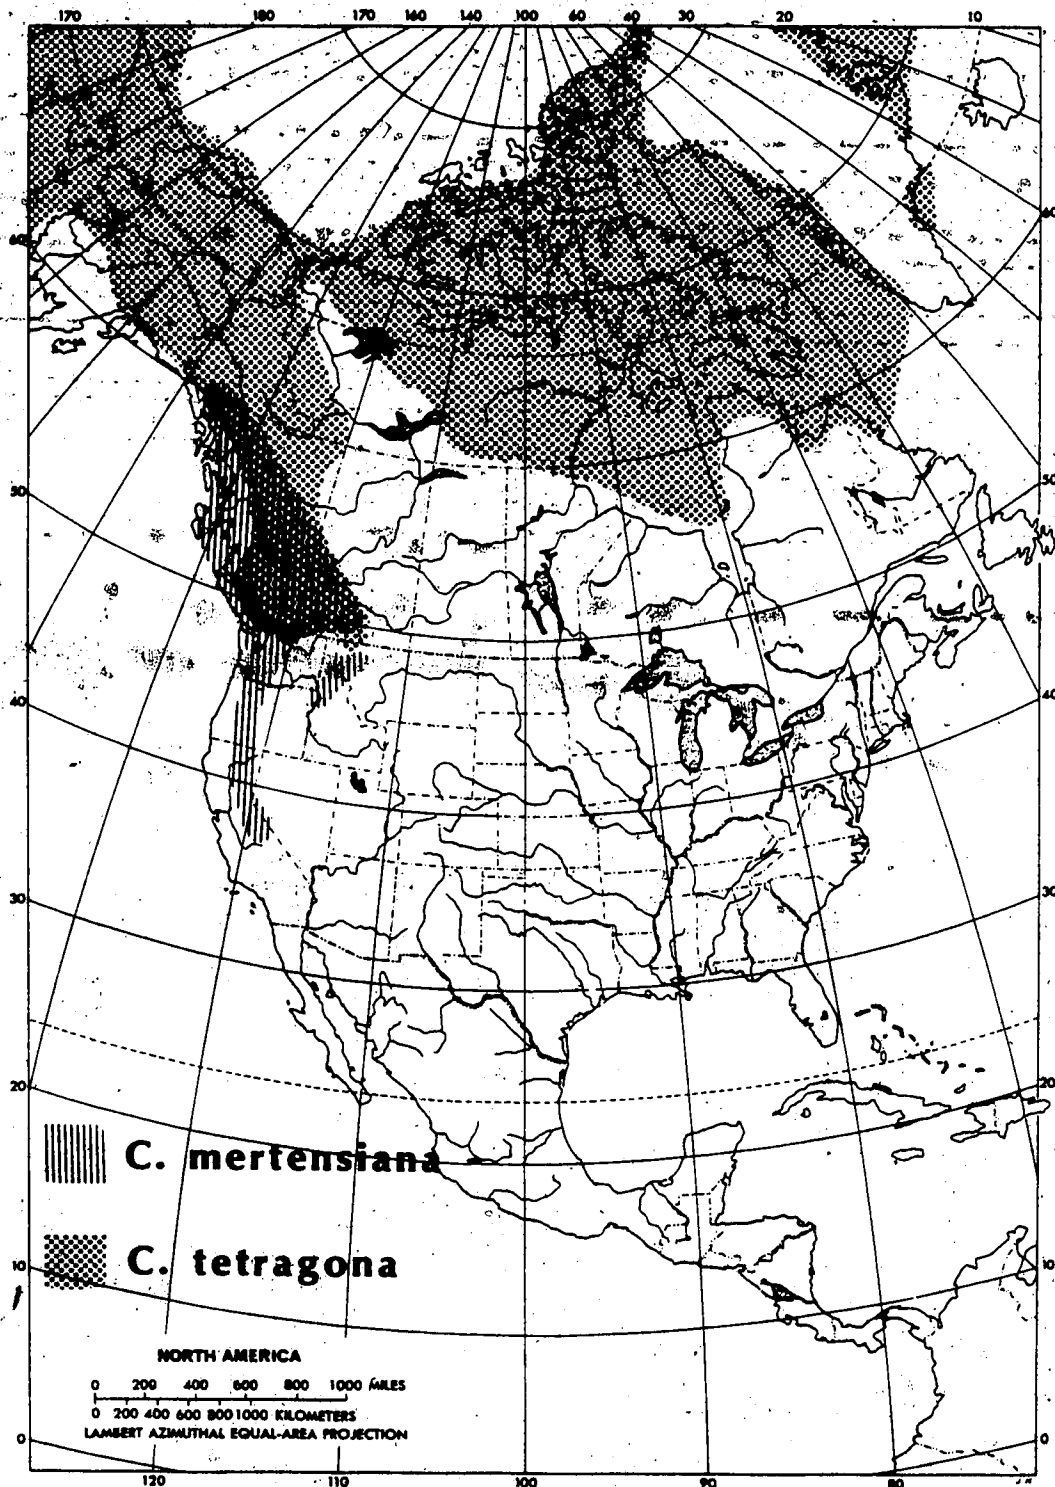 170 180 170 160 140 100 60 40 30 20 10
60 60
50 50
40 40
30 30
20 20
C. mertensiana
C. tetragona
10 10
NORTH AMERICA
0 200 400 600 800 1000 MILES
0 200 400 600 800 1000 KILOMETERS
LAMBERT AZIMUTHAL EQUAL-AREA PROJECTION
0 0
120 110 100 90 80